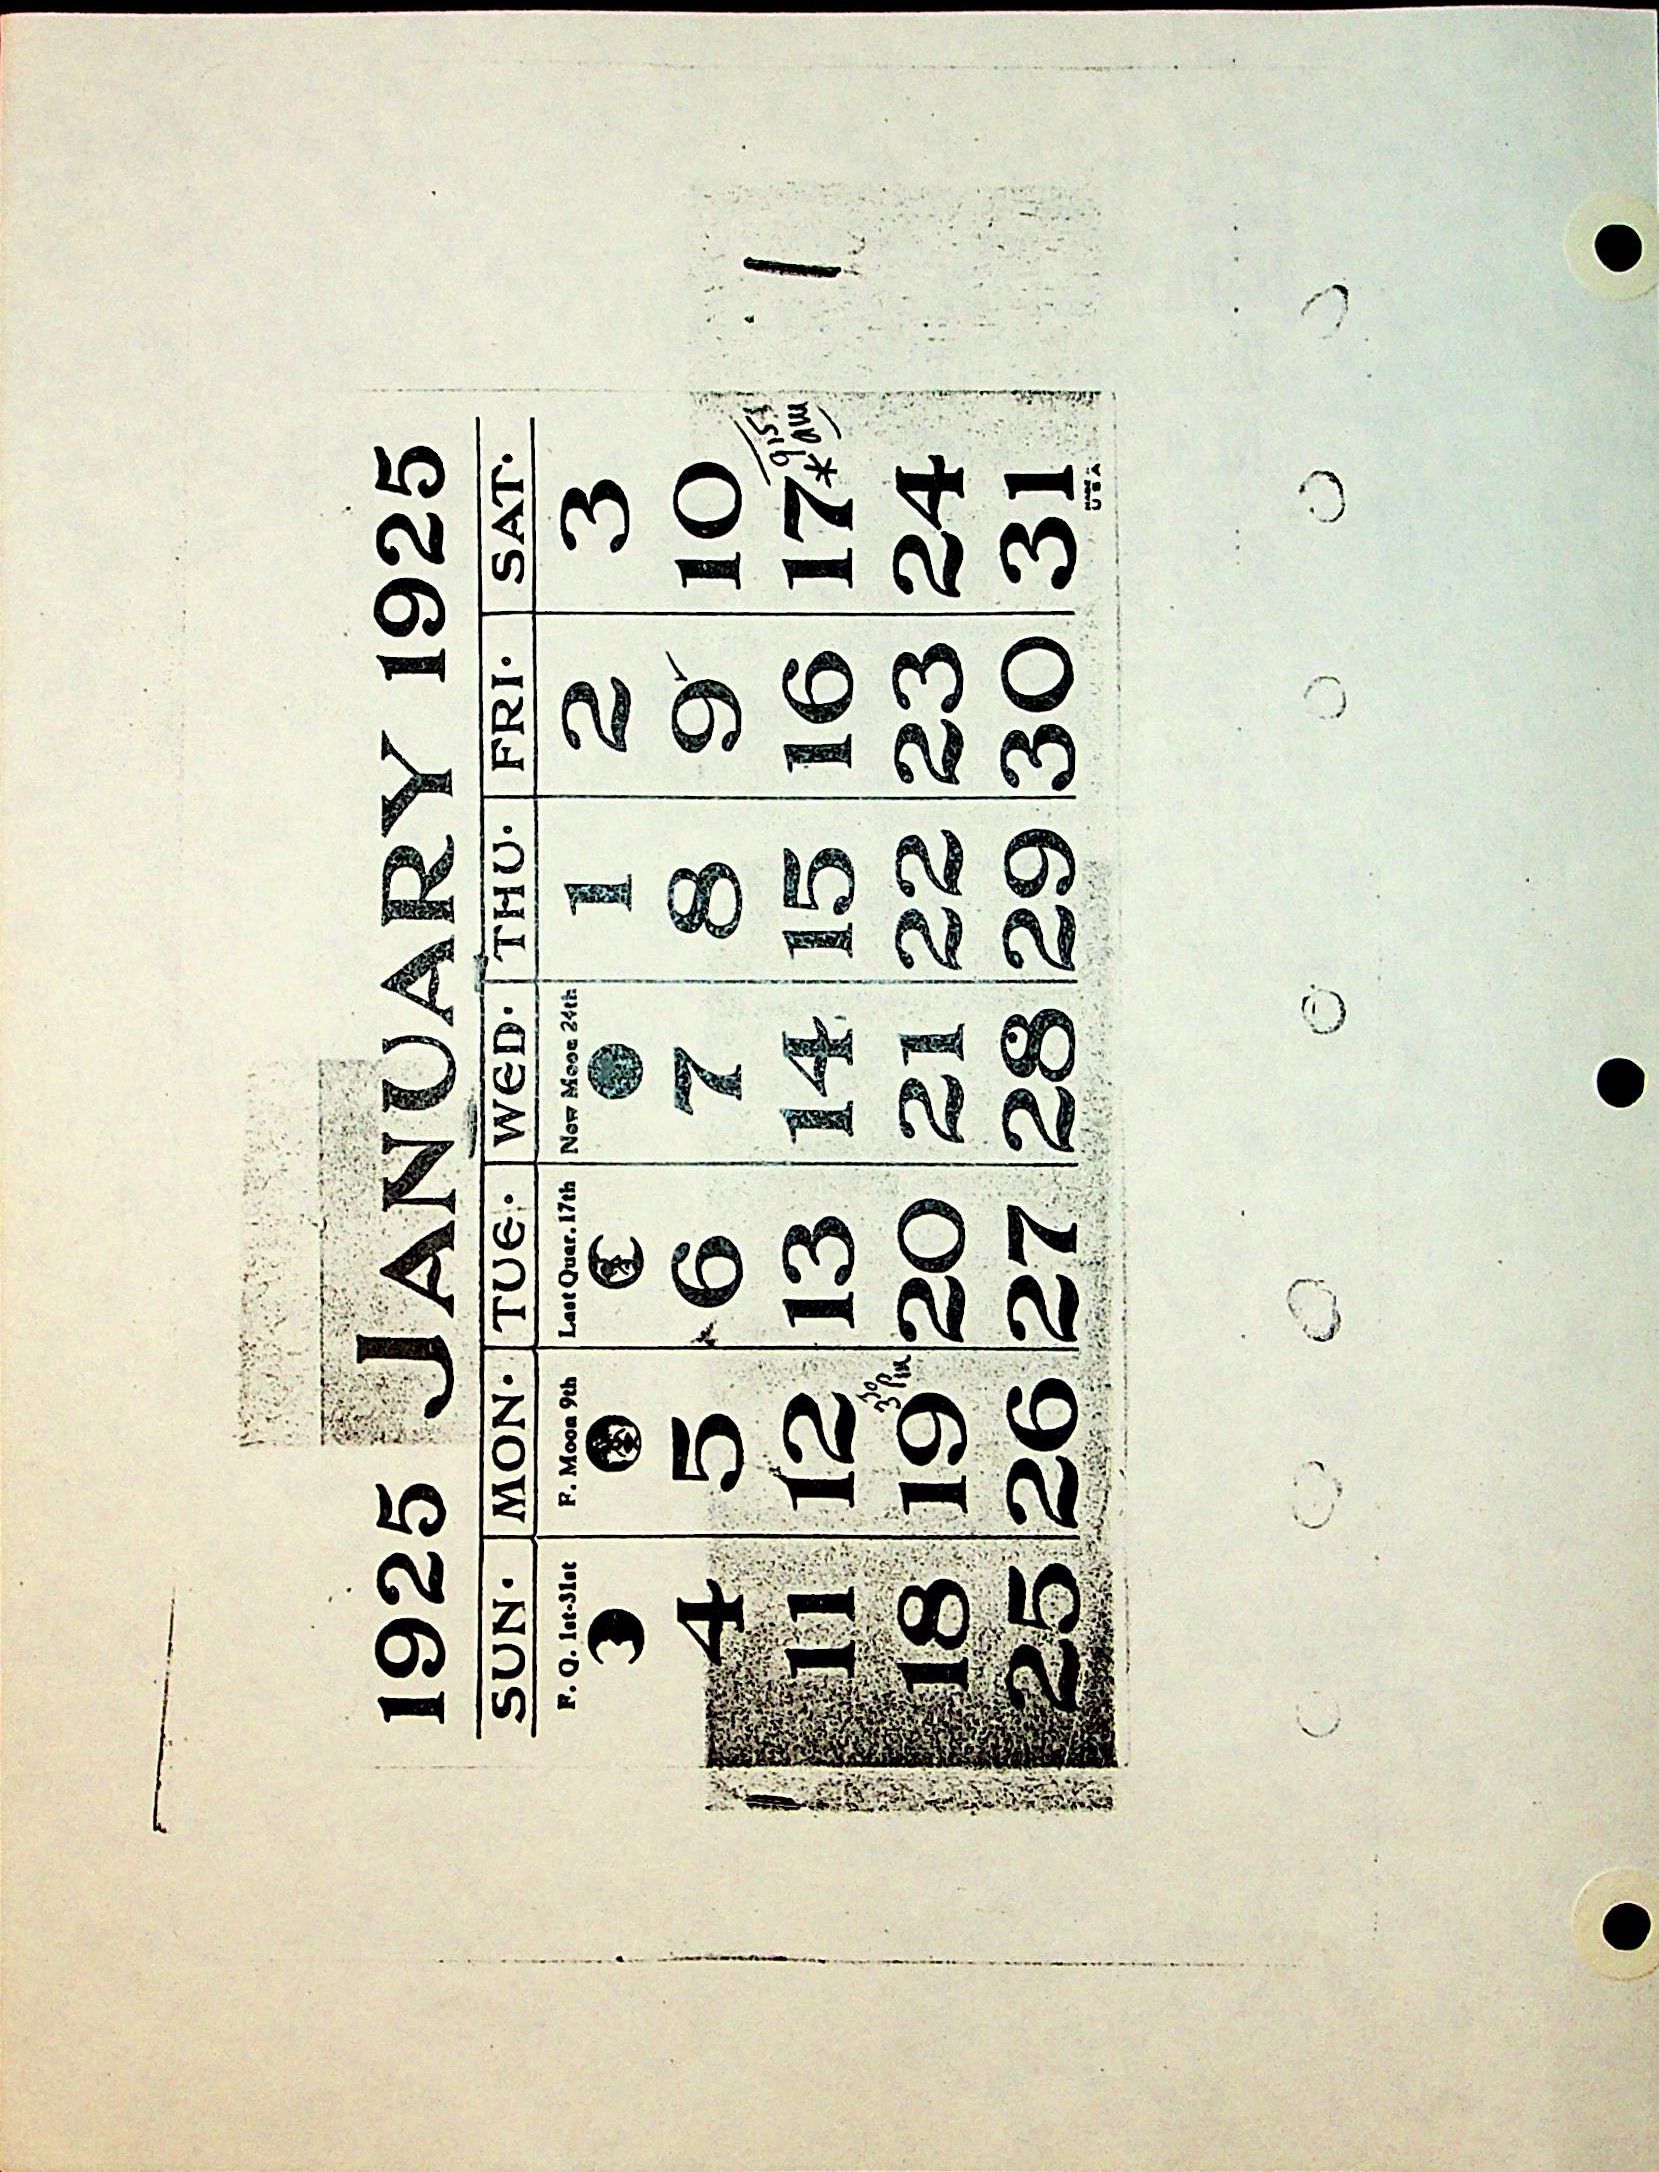 1925 JANUARY 1925
SUN. MON. TUE. WED. THU. FRI. SAT.
F. Q. 1st-31st F. Moon 9th Last Quar. 17th New Moon 24th 1 2 3
4 5 6 7 8 9 10
9:15 am
11 12 13 14 15 16 17*
30
3 pm
18 19 20 21 22 23 24
25 26 27 28 29 30 31
MADE
U S A